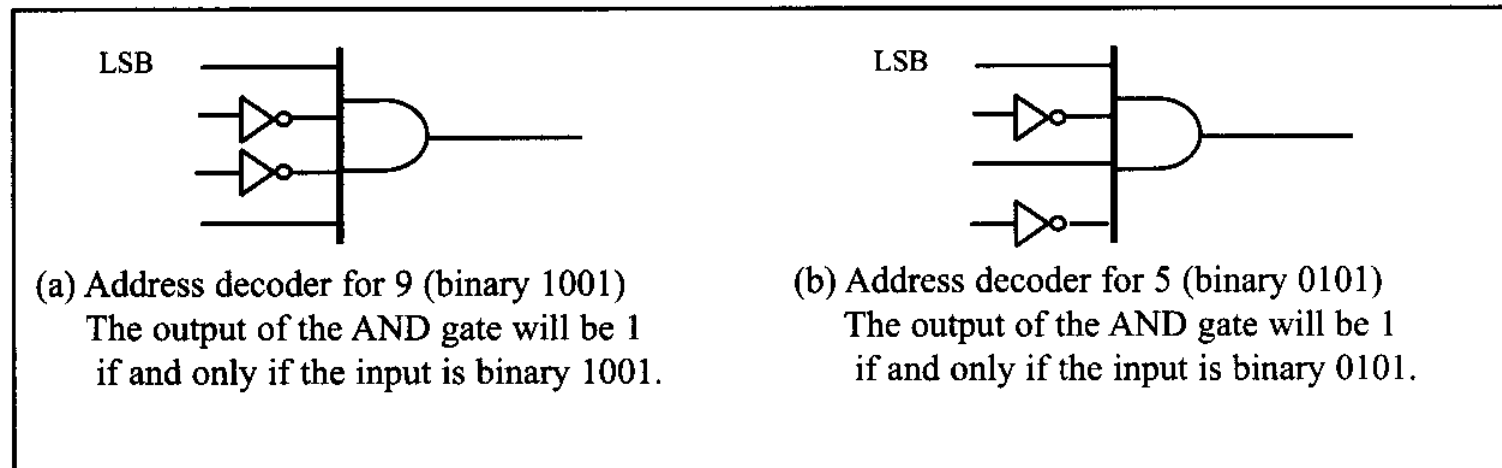 LSB
(a) Address decoder for 9 (binary 1001)
The output of the AND gate will be 1
if and only if the input is binary 1001.
LSB
(b) Address decoder for 5 (binary 0101)
The output of the AND gate will be 1
if and only if the input is binary 0101.